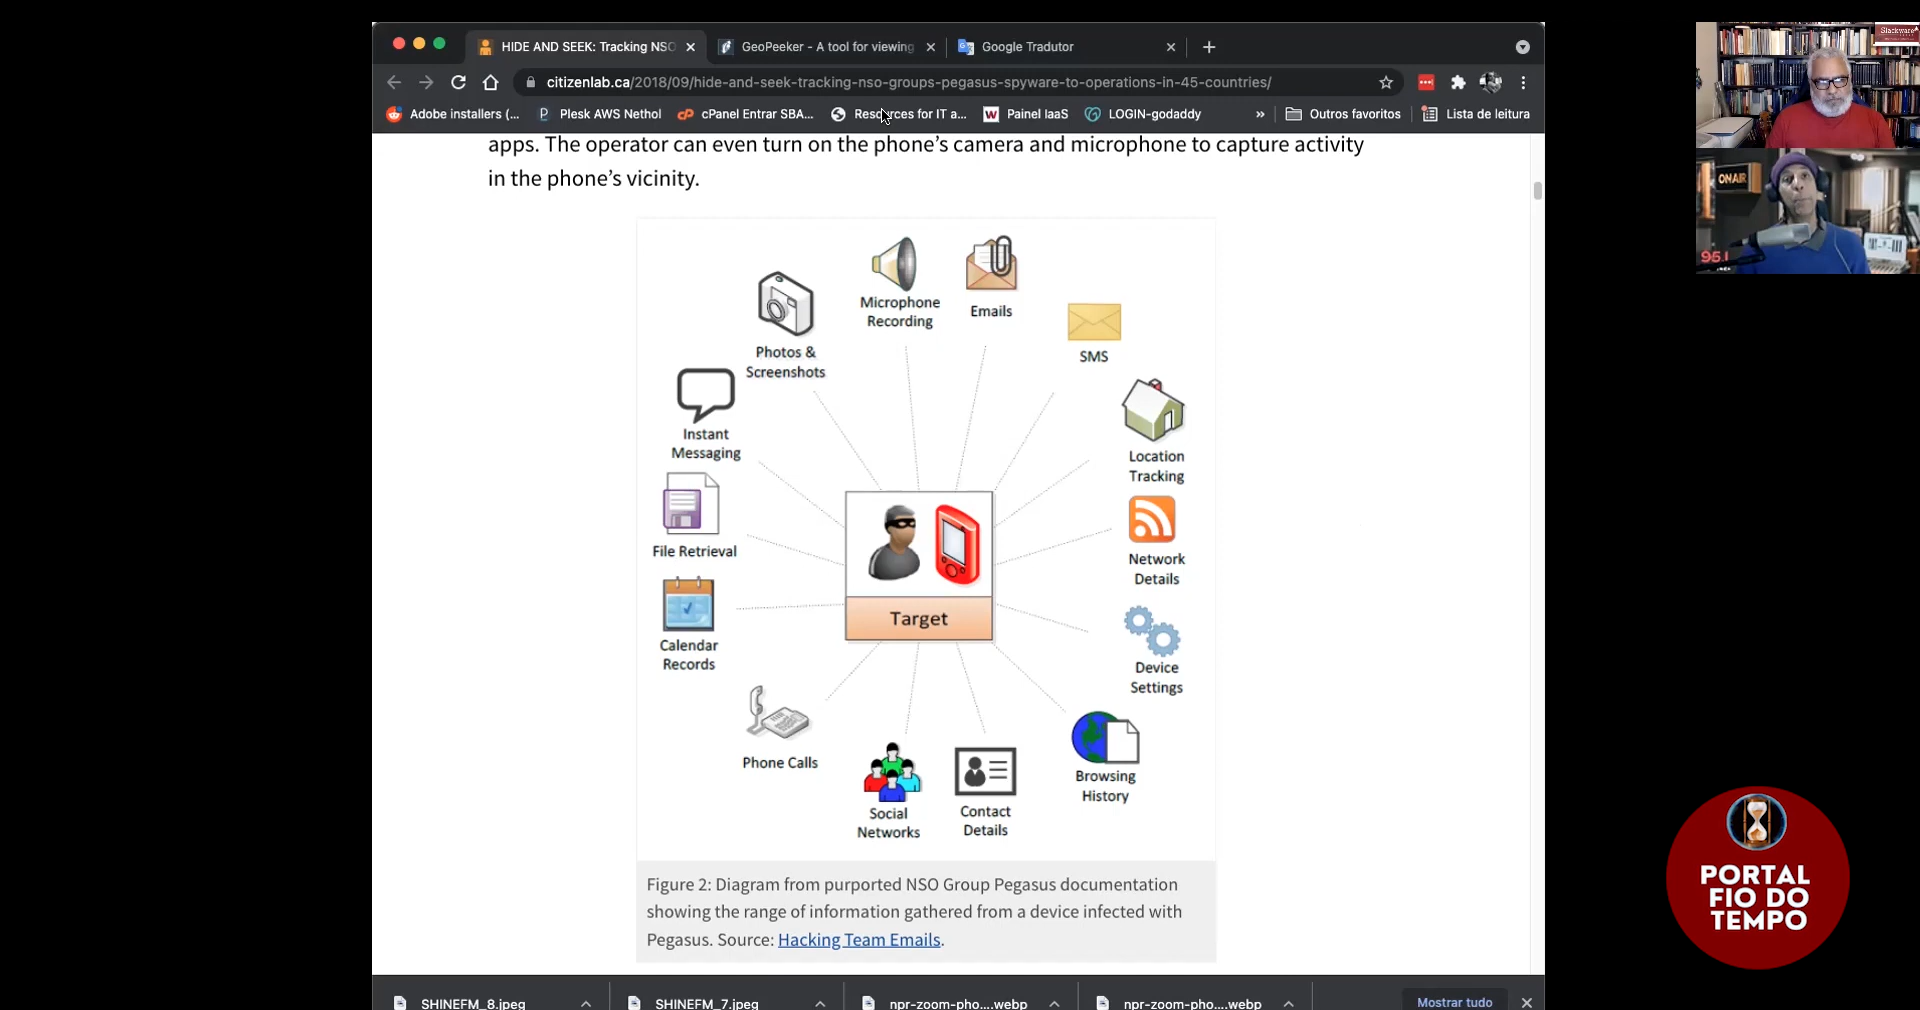 HIDE AND SEEK: Tracking NSO
GeoPeeker - A tool for viewing
Google Tradutor
citizenlab.ca/2018/09/hide-and-seek-tracking-nso-groups-pegasus-spyware-to-operations-in-45-countries/
Adobe installers (...
Plesk AWS Nethol
cPanel Entrar SBA...
Resources for IT a...
Painel IaaS
LOGIN-godaddy
»
Outros favoritos
Lista de leitura
apps. The operator can even turn on the phone's camera and microphone to capture activity
in the phone's vicinity.
Microphone
Recording
Emails
Photos &
Screenshots
SMS
Instant
Messaging
Location
Tracking
File Retrieval
Network
Details
Target
Calendar
Records
Device
Settings
Phone Calls
Browsing
History
Social
Networks
Contact
Details
Figure 2: Diagram from purported NSO Group Pegasus documentation
showing the range of information gathered from a device infected with
Pegasus. Source: Hacking Team Emails.
SHINEFM_8.jpeg
SHINEFM_7.jpeg
npr-zoom-pho....webp
npr-zoom-pho....webp
Mostrar tudo
Slackware
ON AIR
95.1
PORTAL
FIO DO
TEMPO